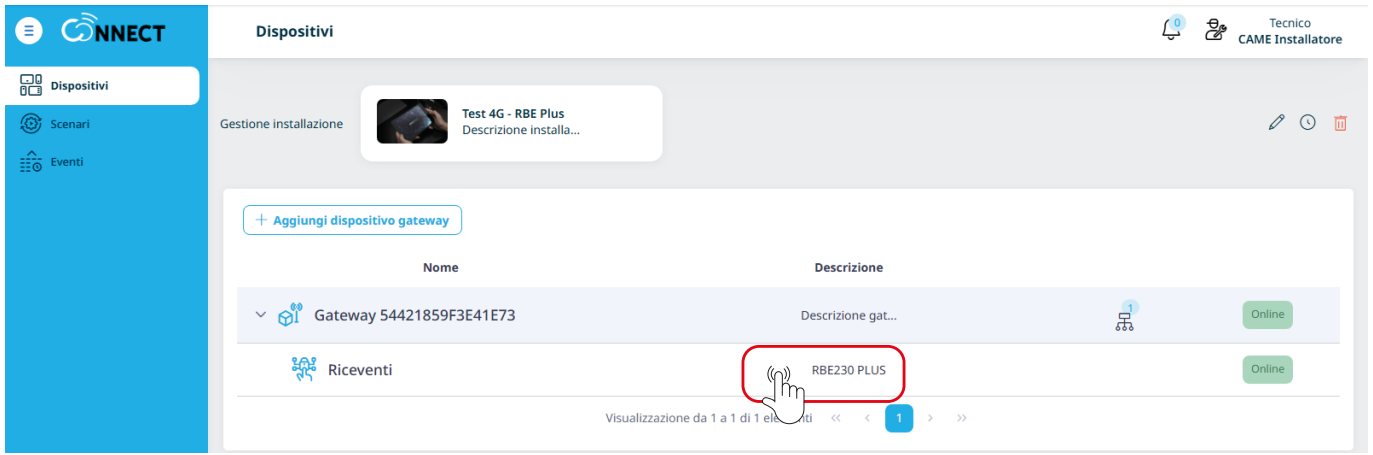 CONNECT
Dispositivi
0
Tecnico
CAME Installatore
Dispositivi
Scenari
Eventi
Gestione installazione
Test 4G - RBE Plus
Descrizione installa...
+ Aggiungi dispositivo gateway
Nome
Descrizione
Gateway 54421859F3E41E73
Descrizione gat...
1
Online
Riceventi
RBE230 PLUS
Online
Visualizzazione da 1 a 1 di 1 << < 1 > >>